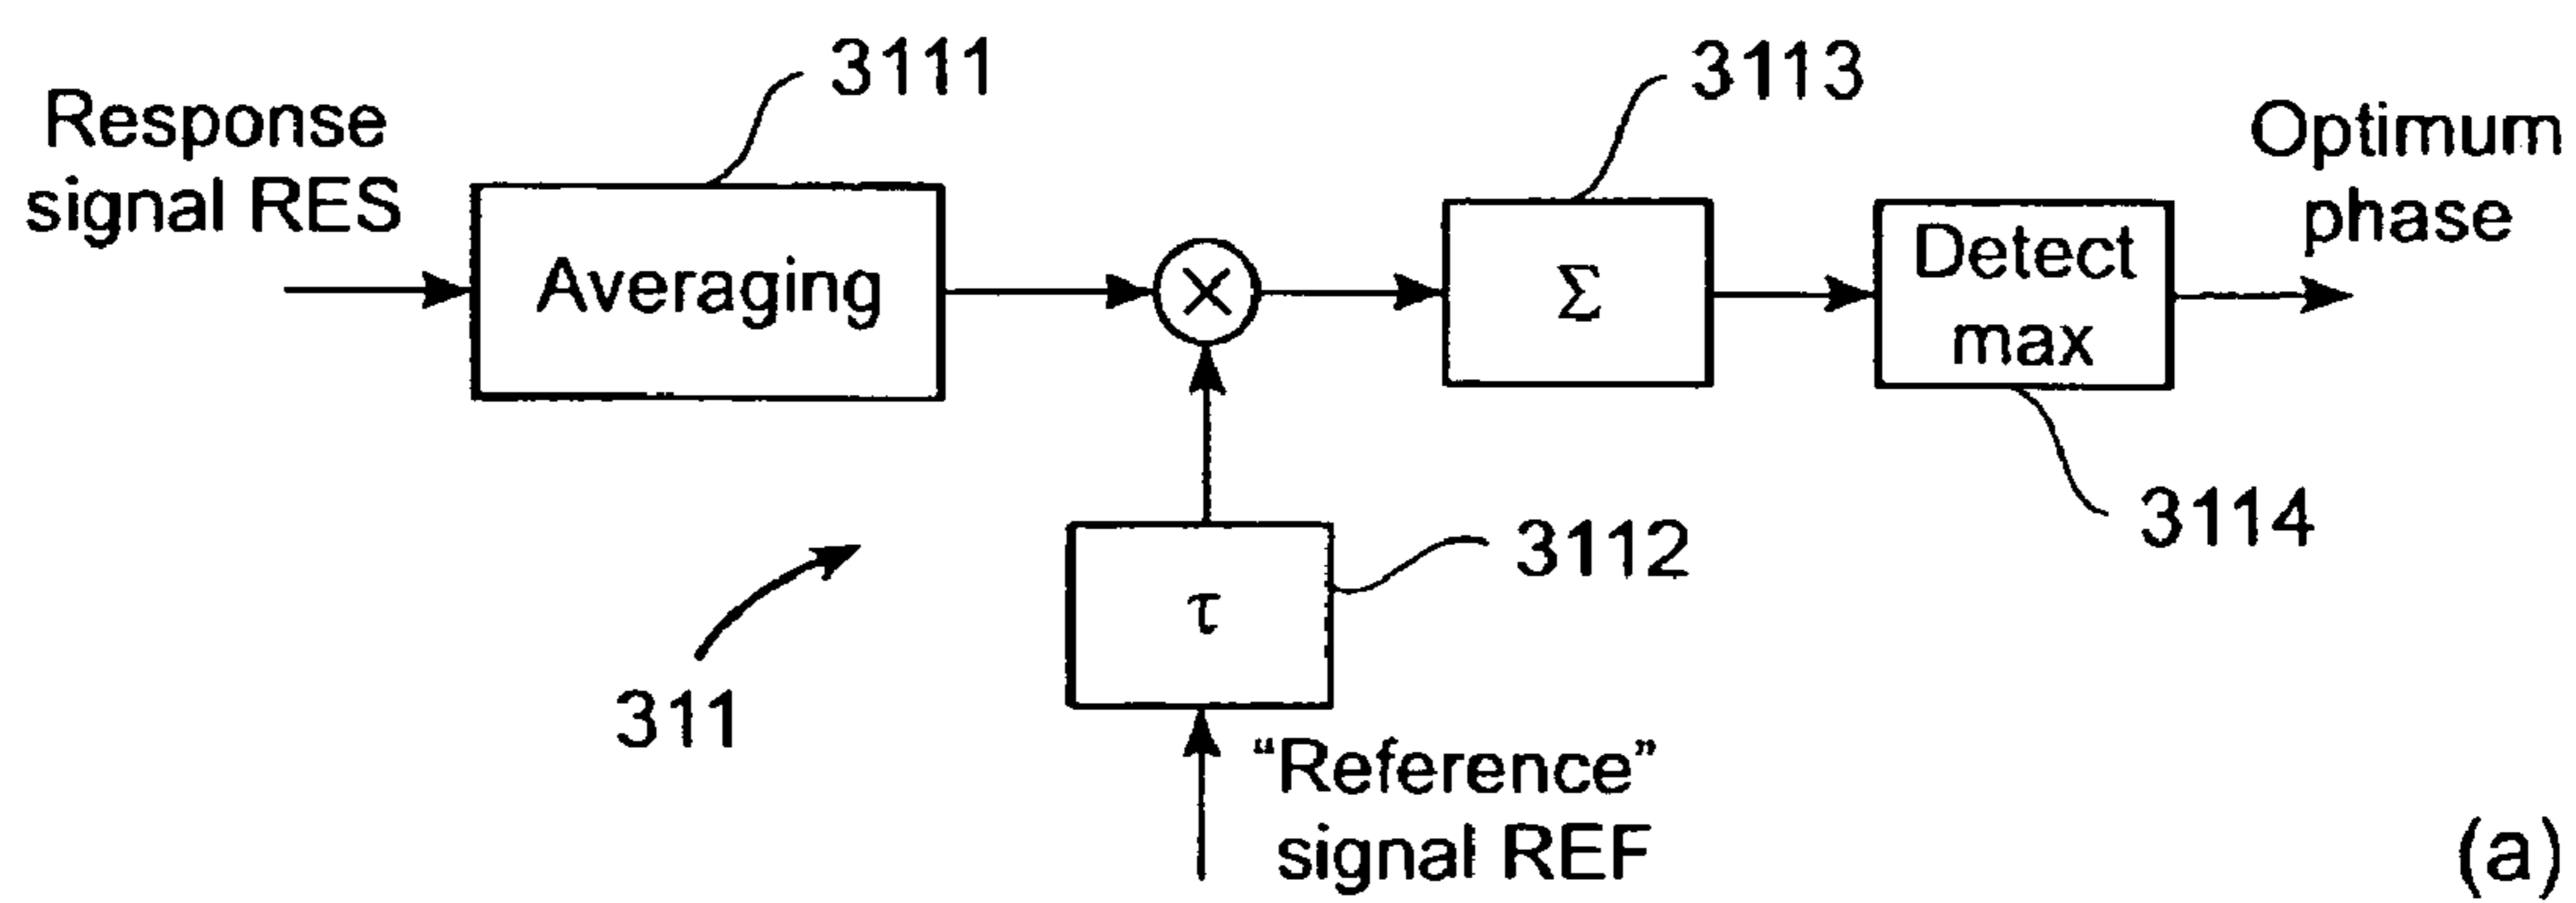 3111
3113
Response
signal RES
Optimum
phase
Averaging
×
Σ
Detect
max
3112
3114
τ
311
“Reference”
signal REF
(a)